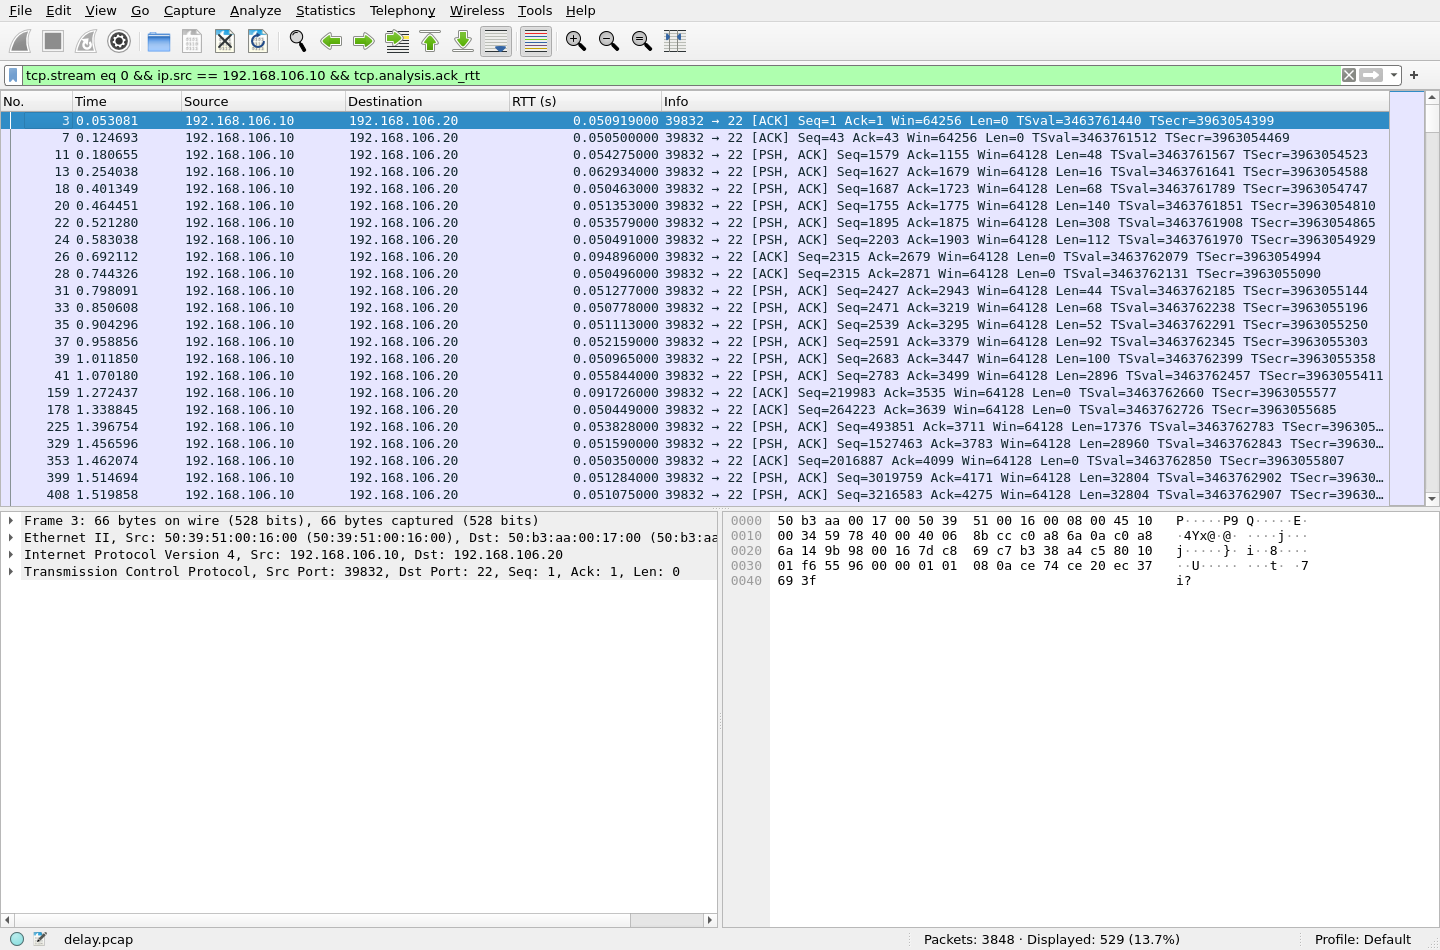 File Edit View Go Capture Analyze Statistics Telephony Wireless Tools Help
tcp.stream eq 0 && ip.src == 192.168.106.10 && tcp.analysis.ack_rtt
No. Time Source Destination RTT (s) Info
3 0.053081 192.168.106.10 192.168.106.20 0.050919000 39832 → 22 [ACK] Seq=1 Ack=1 Win=64256 Len=0 TSval=3463761440 TSecr=3963054399
7 0.124693 192.168.106.10 192.168.106.20 0.050500000 39832 → 22 [ACK] Seq=43 Ack=43 Win=64256 Len=0 TSval=3463761512 TSecr=3963054469
11 0.180655 192.168.106.10 192.168.106.20 0.054275000 39832 → 22 [PSH, ACK] Seq=1579 Ack=1155 Win=64128 Len=48 TSval=3463761567 TSecr=3963054523
13 0.254038 192.168.106.10 192.168.106.20 0.062934000 39832 → 22 [PSH, ACK] Seq=1627 Ack=1679 Win=64128 Len=16 TSval=3463761641 TSecr=3963054588
18 0.401349 192.168.106.10 192.168.106.20 0.050463000 39832 → 22 [PSH, ACK] Seq=1687 Ack=1723 Win=64128 Len=68 TSval=3463761789 TSecr=3963054747
20 0.464451 192.168.106.10 192.168.106.20 0.051353000 39832 → 22 [PSH, ACK] Seq=1755 Ack=1775 Win=64128 Len=140 TSval=3463761851 TSecr=3963054810
22 0.521280 192.168.106.10 192.168.106.20 0.053579000 39832 → 22 [PSH, ACK] Seq=1895 Ack=1875 Win=64128 Len=308 TSval=3463761908 TSecr=3963054865
24 0.583038 192.168.106.10 192.168.106.20 0.050491000 39832 → 22 [PSH, ACK] Seq=2203 Ack=1903 Win=64128 Len=112 TSval=3463761970 TSecr=3963054929
26 0.692112 192.168.106.10 192.168.106.20 0.094896000 39832 → 22 [ACK] Seq=2315 Ack=2679 Win=64128 Len=0 TSval=3463762079 TSecr=3963054994
28 0.744326 192.168.106.10 192.168.106.20 0.050496000 39832 → 22 [ACK] Seq=2315 Ack=2871 Win=64128 Len=0 TSval=3463762131 TSecr=3963055090
31 0.798091 192.168.106.10 192.168.106.20 0.051277000 39832 → 22 [PSH, ACK] Seq=2427 Ack=2943 Win=64128 Len=44 TSval=3463762185 TSecr=3963055144
33 0.850608 192.168.106.10 192.168.106.20 0.050778000 39832 → 22 [PSH, ACK] Seq=2471 Ack=3219 Win=64128 Len=68 TSval=3463762238 TSecr=3963055196
35 0.904296 192.168.106.10 192.168.106.20 0.051113000 39832 → 22 [PSH, ACK] Seq=2539 Ack=3295 Win=64128 Len=52 TSval=3463762291 TSecr=3963055250
37 0.958856 192.168.106.10 192.168.106.20 0.052159000 39832 → 22 [PSH, ACK] Seq=2591 Ack=3379 Win=64128 Len=92 TSval=3463762345 TSecr=3963055303
39 1.011850 192.168.106.10 192.168.106.20 0.050965000 39832 → 22 [PSH, ACK] Seq=2683 Ack=3447 Win=64128 Len=100 TSval=3463762399 TSecr=3963055358
41 1.070180 192.168.106.10 192.168.106.20 0.055844000 39832 → 22 [PSH, ACK] Seq=2783 Ack=3499 Win=64128 Len=2896 TSval=3463762457 TSecr=3963055411
159 1.272437 192.168.106.10 192.168.106.20 0.091726000 39832 → 22 [ACK] Seq=219983 Ack=3535 Win=64128 Len=0 TSval=3463762660 TSecr=3963055577
178 1.338845 192.168.106.10 192.168.106.20 0.050449000 39832 → 22 [ACK] Seq=264223 Ack=3639 Win=64128 Len=0 TSval=3463762726 TSecr=3963055685
225 1.396754 192.168.106.10 192.168.106.20 0.053828000 39832 → 22 [PSH, ACK] Seq=493851 Ack=3711 Win=64128 Len=17376 TSval=3463762783 TSecr=396305…
329 1.456596 192.168.106.10 192.168.106.20 0.051590000 39832 → 22 [PSH, ACK] Seq=1527463 Ack=3783 Win=64128 Len=28960 TSval=3463762843 TSecr=39630…
353 1.462074 192.168.106.10 192.168.106.20 0.050350000 39832 → 22 [ACK] Seq=2016887 Ack=4099 Win=64128 Len=0 TSval=3463762850 TSecr=3963055807
399 1.514694 192.168.106.10 192.168.106.20 0.051284000 39832 → 22 [PSH, ACK] Seq=3019759 Ack=4171 Win=64128 Len=32804 TSval=3463762902 TSecr=39630…
408 1.519858 192.168.106.10 192.168.106.20 0.051075000 39832 → 22 [PSH, ACK] Seq=3216583 Ack=4275 Win=64128 Len=32804 TSval=3463762907 TSecr=39630…
Frame 3: 66 bytes on wire (528 bits), 66 bytes captured (528 bits)
Ethernet II, Src: 50:39:51:00:16:00 (50:39:51:00:16:00), Dst: 50:b3:aa:00:17:00 (50:b3:aa
Internet Protocol Version 4, Src: 192.168.106.10, Dst: 192.168.106.20
Transmission Control Protocol, Src Port: 39832, Dst Port: 22, Seq: 1, Ack: 1, Len: 0
0000 50 b3 aa 00 17 00 50 39 51 00 16 00 08 00 45 10 P·····P9 Q·····E·
0010 00 34 59 78 40 00 40 06 8b cc c0 a8 6a 0a c0 a8 ·4Yx@·@· ····j···
0020 6a 14 9b 98 00 16 7d c8 69 c7 b3 38 a4 c5 80 10 j·····}· i··8····
0030 01 f6 55 96 00 00 01 01 08 0a ce 74 ce 20 ec 37 ··U····· ···t· ·7
0040 69 3f i?
delay.pcap Packets: 3848 · Displayed: 529 (13.7%) Profile: Default